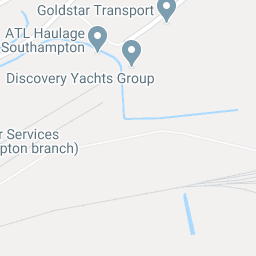 Goldstar Transport
ATL Haulage
Southampton
Discovery Yachts Group
r Services
pton branch)